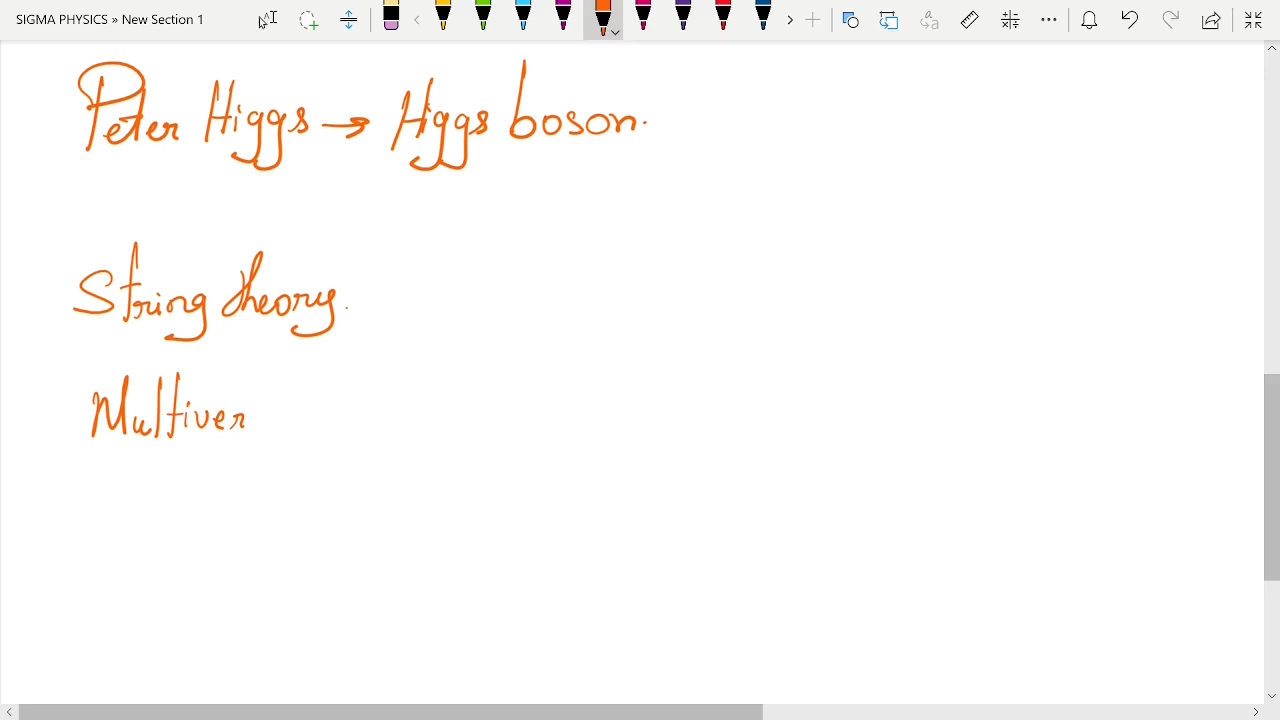 SIGMA PHYSICS » New Section 1
Peter Higgs → Higgs boson.
String theory.
Multiver